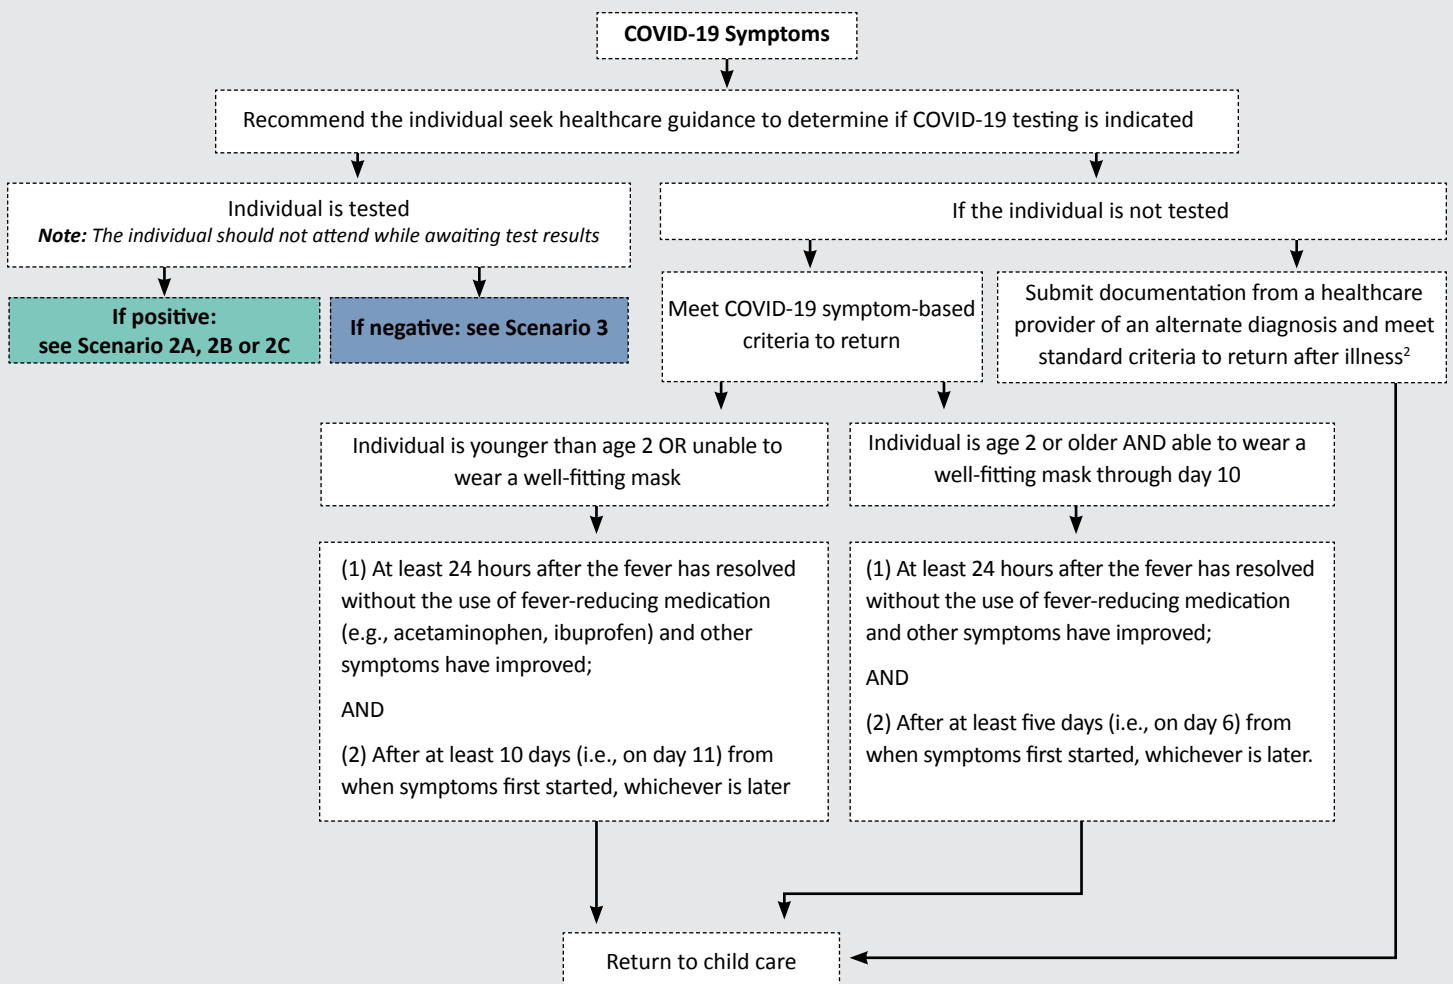 COVID-19 Symptoms
Recommend the individual seek healthcare guidance to determine if COVID-19 testing is indicated
Individual is tested
Note: The individual should not attend while awaiting test results
If the individual is not tested
If positive:
see Scenario 2A, 2B or 2C
If negative: see Scenario 3
Meet COVID-19 symptom-based
criteria to return
Submit documentation from a healthcare
provider of an alternate diagnosis and meet
standard criteria to return after illness²
Individual is younger than age 2 OR unable to
wear a well-fitting mask
Individual is age 2 or older AND able to wear a
well-fitting mask through day 10
(1) At least 24 hours after the fever has resolved
without the use of fever-reducing medication
(e.g., acetaminophen, ibuprofen) and other
symptoms have improved;
AND
(2) After at least 10 days (i.e., on day 11) from
when symptoms first started, whichever is later
(1) At least 24 hours after the fever has resolved
without the use of fever-reducing medication
and other symptoms have improved;
AND
(2) After at least five days (i.e., on day 6) from
when symptoms first started, whichever is later.
Return to child care